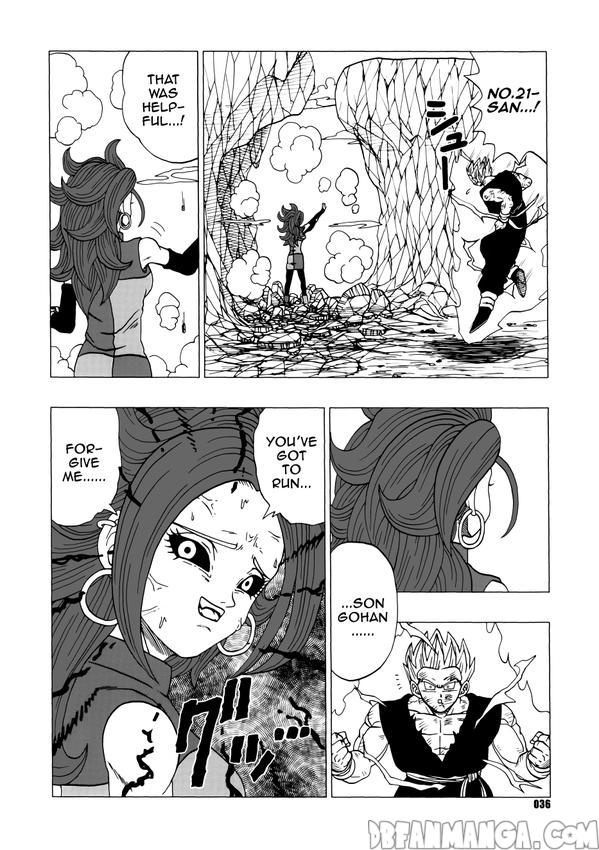 NO.21-
SAN...!
ニュー
THAT
WAS
HELP-
FUL...!
...SON
GOHAN
......
YOU'VE
GOT
TO
RUN...
FOR-
GIVE
ME......
グッ…
036
DBFANMANGA.COM